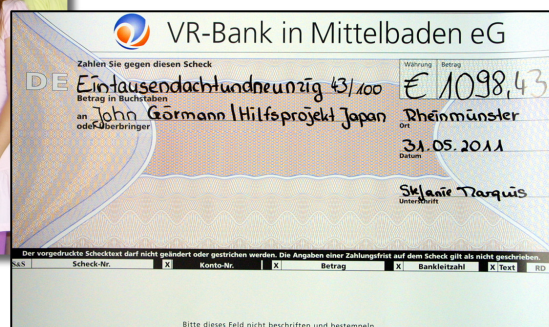 VR-Bank in Mittelbaden eG
Zahlen Sie gegen diesen Scheck
Währung Betrag
DE Eintausendachtundneunzig 43/100 € 1098,43
Betrag in Buchstaben
an John Görmann | Hilfsprojekt Japan Rheinmünster
oder Überbringer Ort
31.05.2011
Datum
Marquis
Unterschrift
Der vorgedruckte Schecktext darf nicht geändert oder gestrichen werden. Die Angaben einer Zahlungsfrist auf dem Scheck gilt als nicht geschrieben.
S&S Scheck-Nr. X Konto-Nr. X Betrag X Bankleitzahl X Text RD
Bitte dieses Feld nicht beschriften und bestempeln